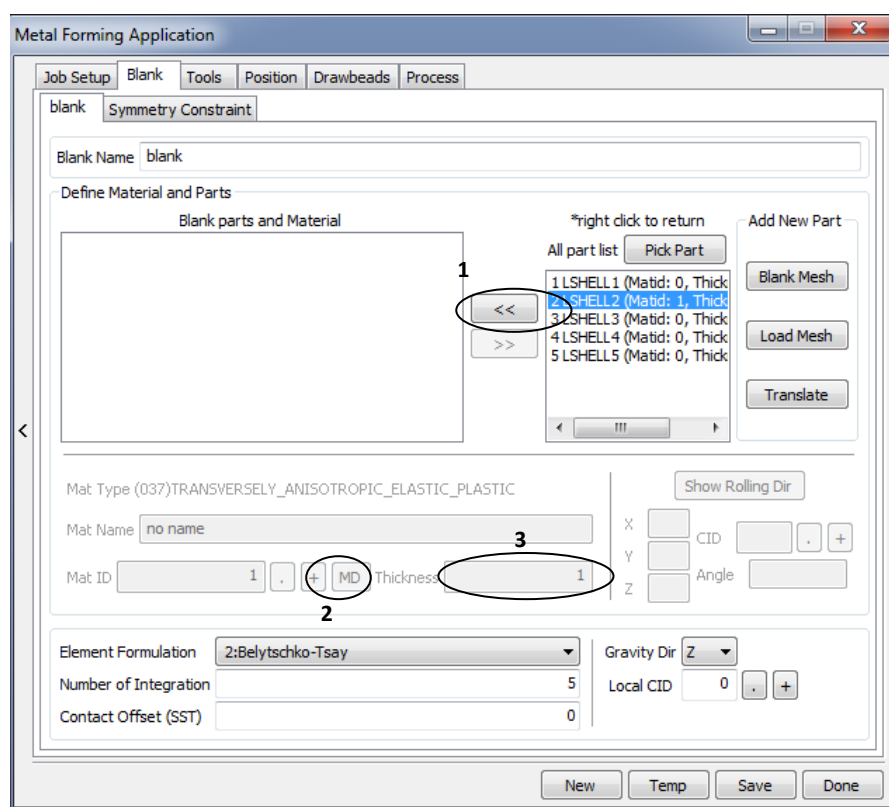 Metal Forming Application
Job Setup Blank Tools Position Drawbeads Process
blank Symmetry Constraint
Blank Name blank
Define Material and Parts
Blank parts and Material
*right click to return
Add New Part
All part list Pick Part
1
1 LSHELL1 (Matid: 0, Thick
2 LSHELL2 (Matid: 1, Thick
3 LSHELL3 (Matid: 0, Thick
4 LSHELL4 (Matid: 0, Thick
5 LSHELL5 (Matid: 0, Thick
<<
>>
Blank Mesh
Load Mesh
Translate
<
Mat Type (037)TRANSVERSELY_ANISOTROPIC_ELASTIC_PLASTIC
Mat Name no name
3
Mat ID 1 . + MD Thickness 1
2
Show Rolling Dir
X
Y
Z
CID . +
Angle
Element Formulation 2:Belytschko-Tsay
Number of Integration 5
Contact Offset (SST) 0
Gravity Dir Z
Local CID 0 . +
New Temp Save Done